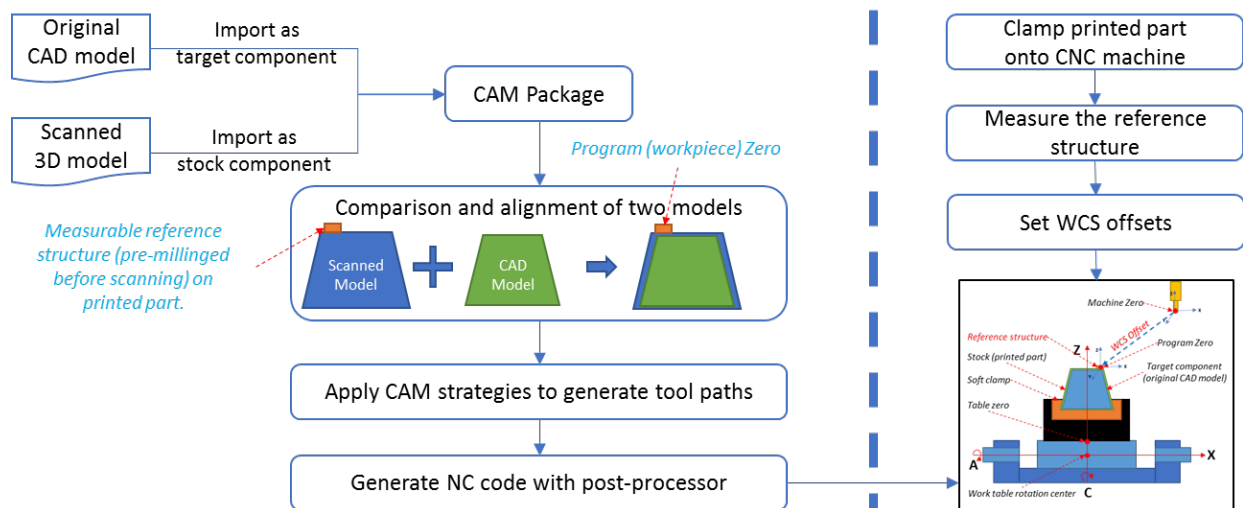 Original
CAD model
Import as
target component
Scanned
3D model
Import as
stock component
CAM Package
Program (workpiece) Zero
Measurable reference
structure (pre-millinged
before scanning) on
printed part.
Comparison and alignment of two models
Scanned
Model
CAD
Model
Apply CAM strategies to generate tool paths
Generate NC code with post-processor
Clamp printed part
onto CNC machine
Measure the reference
structure
Set WCS offsets
Machine Zero
WCS Offset
Reference structure
Z
Program Zero
Stock (printed part)
Target component
(original CAD model)
Soft clamp
Table zero
A
X
C
Work table rotation center